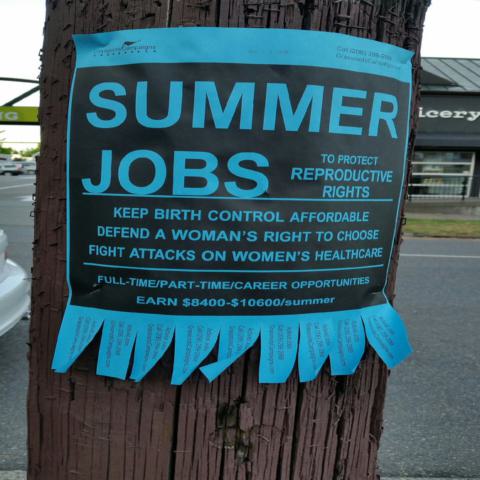 SUMMER
JOBS
TO PROTECT
REPRODUCTIVE
RIGHTS
KEEP BIRTH CONTROL AFFORDABLE
DEFEND A WOMAN'S RIGHT TO CHOOSE
FIGHT ATTACKS ON WOMEN'S HEALTHCARE
FULL-TIME/PART-TIME/CAREER OPPORTUNITIES
EARN $8400-$10600/summer
icery